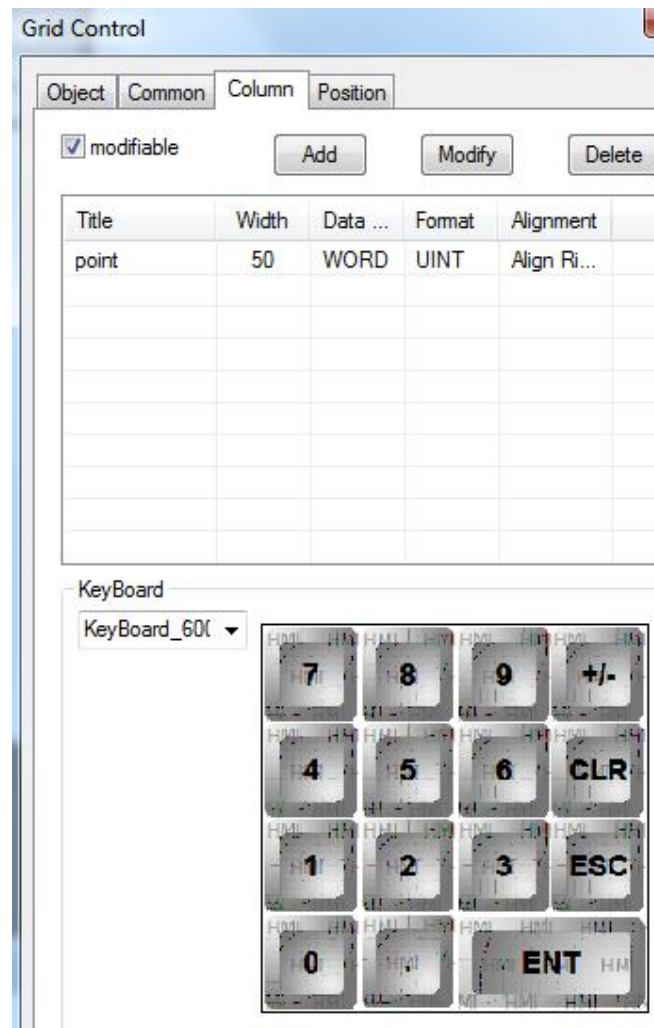 Grid Control
Object Common Column Position
modifiable Add Modify Delete
Title Width Data ... Format Alignment
point 50 WORD UINT Align Ri...
KeyBoard
KeyBoard_60(
7 8 9 +/-
4 5 6 CLR
1 2 3 ESC
0 . ENT